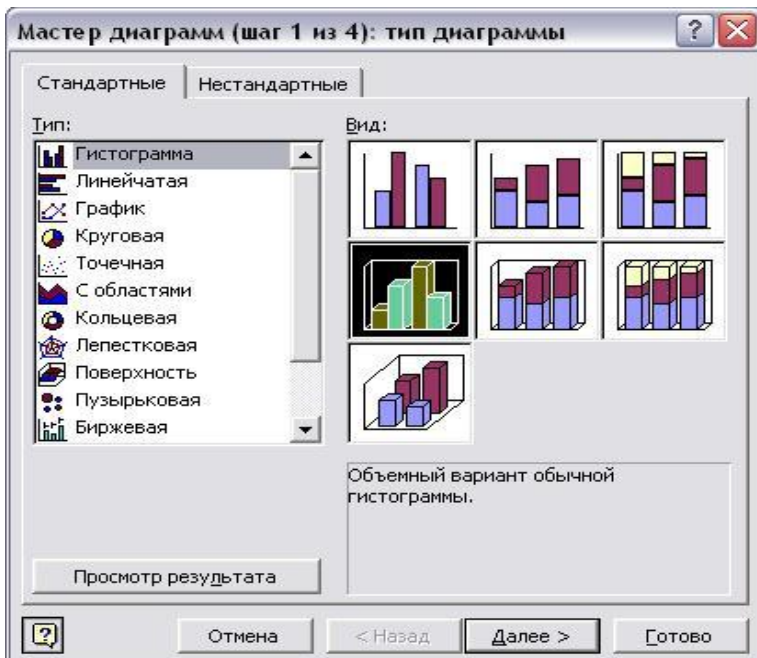 Мастер диаграмм (шаг 1 из 4): тип диаграммы
Стандартные
Нестандартные
Тип:
Гистограмма
Линейчатая
График
Круговая
Точечная
С областями
Кольцевая
Лепестковая
Поверхность
Пузырьковая
Биржевая
Вид:
Объемный вариант обычной
гистограммы.
Просмотр результата
Отмена
< Назад
Далее >
Готово